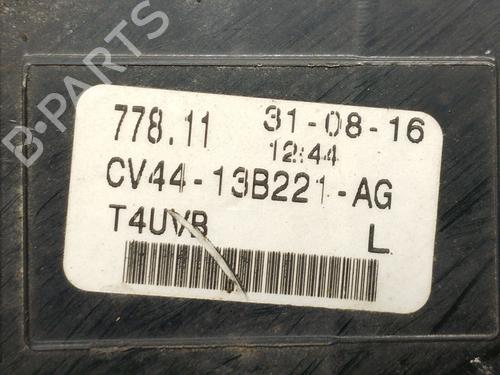 B-PARTS
778.11 31-08-16
12:44
CV44-13B221-AG
T4UVB L